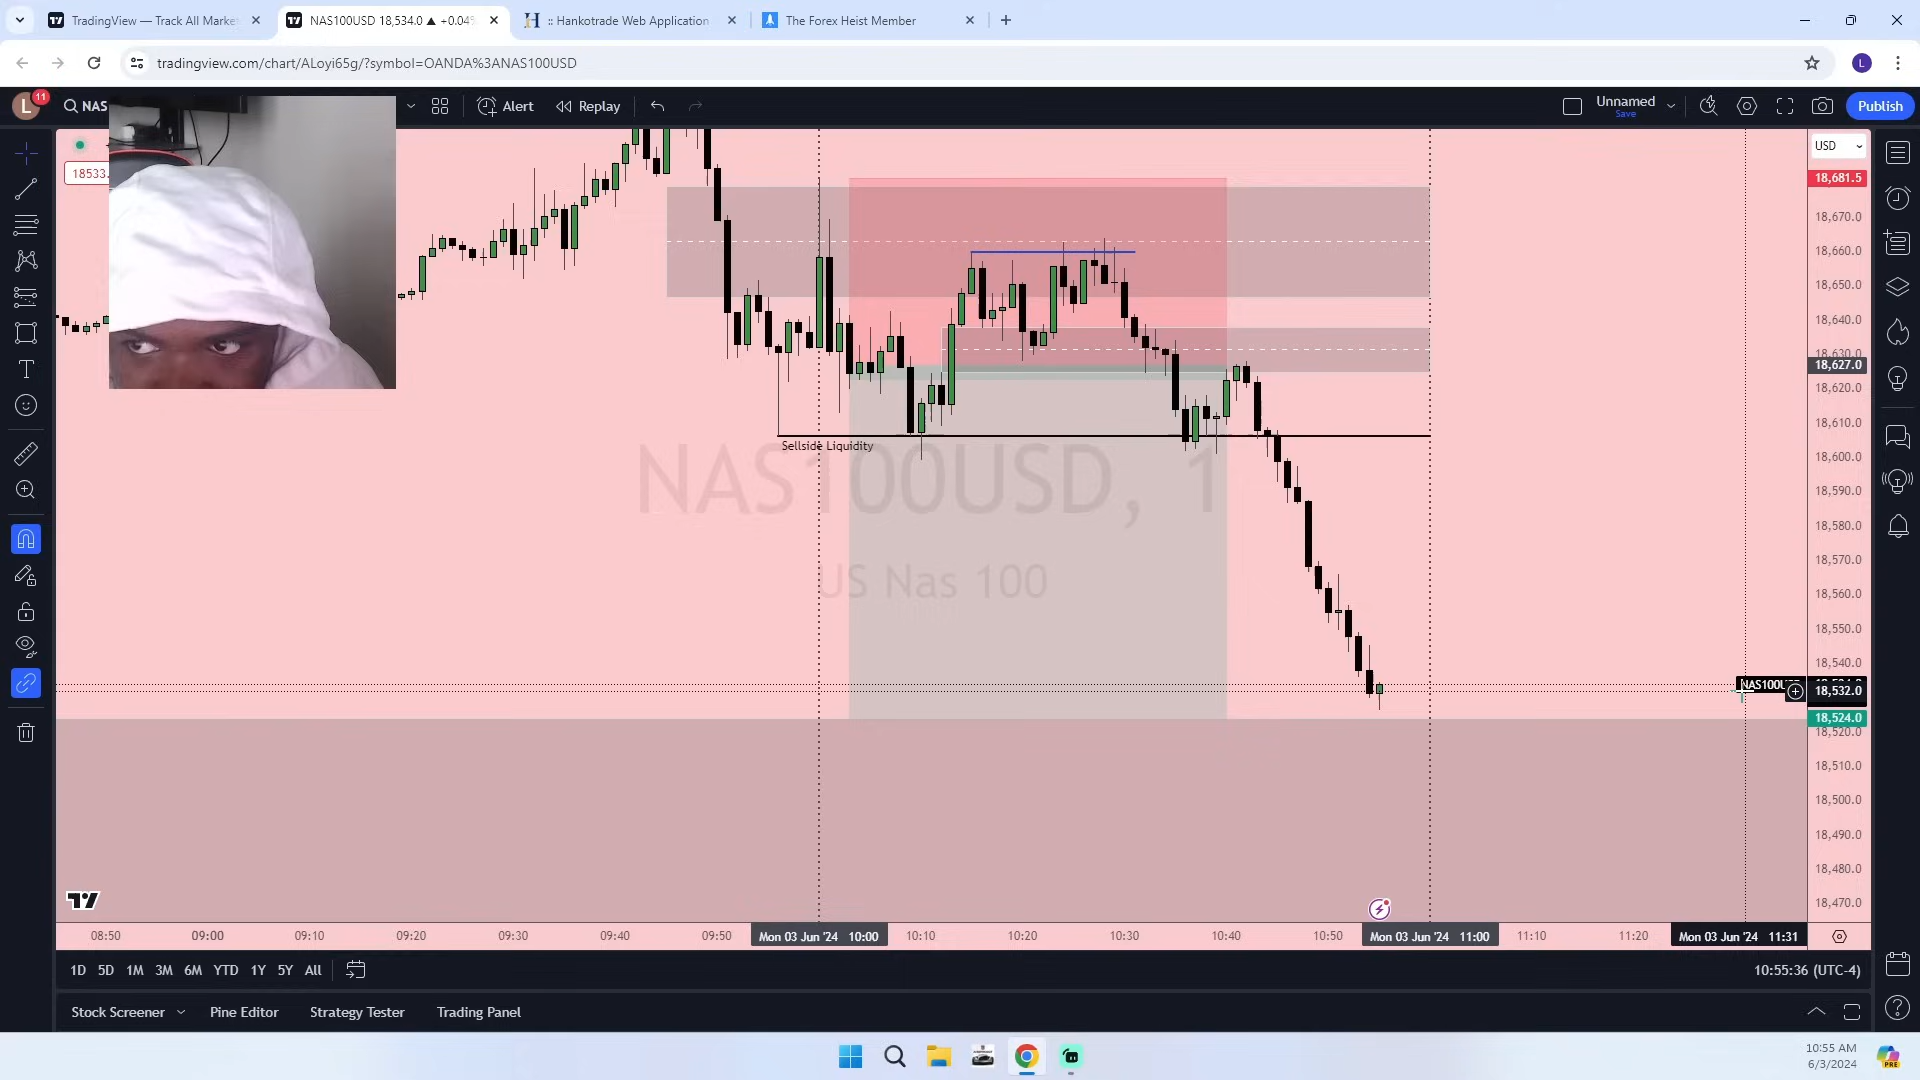 TradingView — Track All Marke
NAS100USD 18,534.0 ▲ +0.04%
:: Hankotrade Web Application
The Forex Heist Member
tradingview.com/chart/ALoyi65g/?symbol=OANDA%3ANAS100USD
L
L
11
NAS
Alert
Replay
Unnamed
Save
Publish
USD
18533.
18,681.5
18,670.0
18,660.0
18,650.0
18,640.0
18,630.0
18,627.0
18,620.0
18,610.0
18,600.0
18,590.0
18,580.0
18,570.0
18,560.0
18,550.0
18,540.0
NAS100U
18,532.0
18,524.0
18,520.0
18,510.0
18,500.0
18,490.0
18,480.0
18,470.0
Sellside Liquidity
NAS100USD, 1
US Nas 100
08:50
09:00
09:10
09:20
09:30
09:40
09:50
Mon 03 Jun '24 10:00
10:10
10:20
10:30
10:40
10:50
Mon 03 Jun '24 11:00
11:10
11:20
Mon 03 Jun '24 11:31
1D
5D
1M
3M
6M
YTD
1Y
5Y
All
10:55:36 (UTC-4)
Stock Screener
Pine Editor
Strategy Tester
Trading Panel
10:55 AM
6/3/2024
PRE